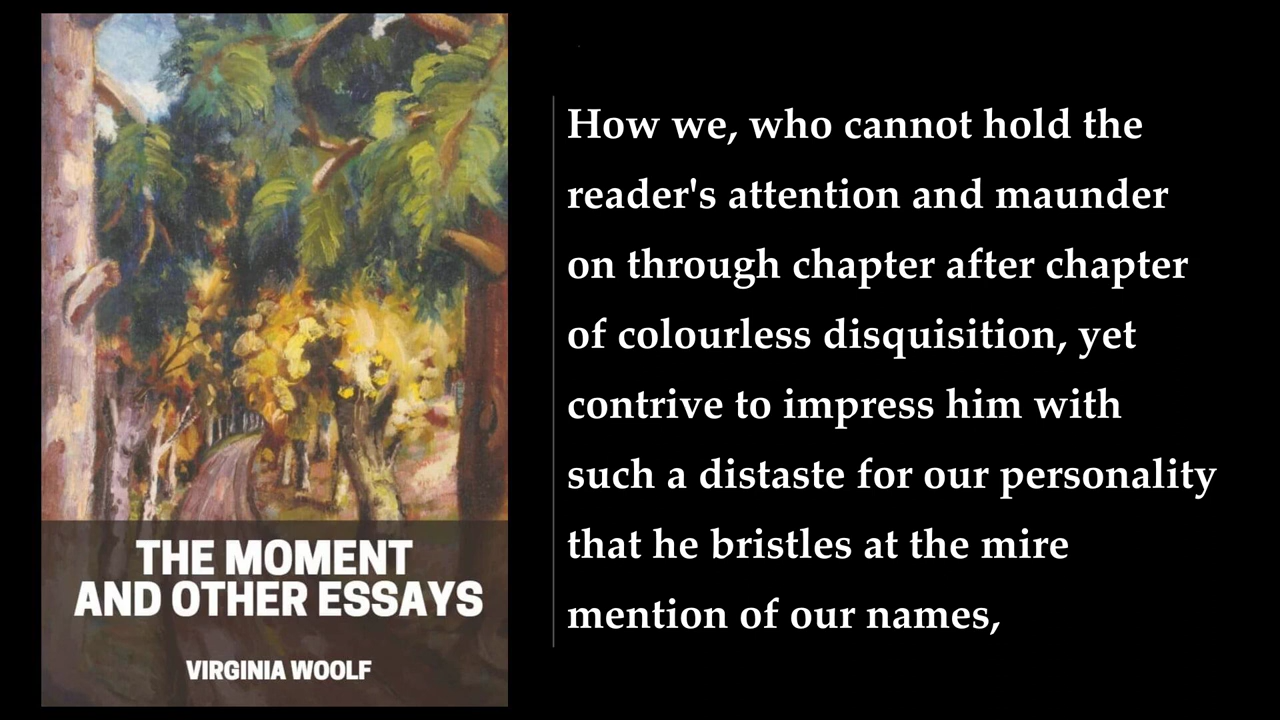 THE MOMENT
AND OTHER ESSAYS
VIRGINIA WOOLF
How we, who cannot hold the
reader's attention and maunder
on through chapter after chapter
of colourless disquisition, yet
contrive to impress him with
such a distaste for our personality
that he bristles at the mire
mention of our names,